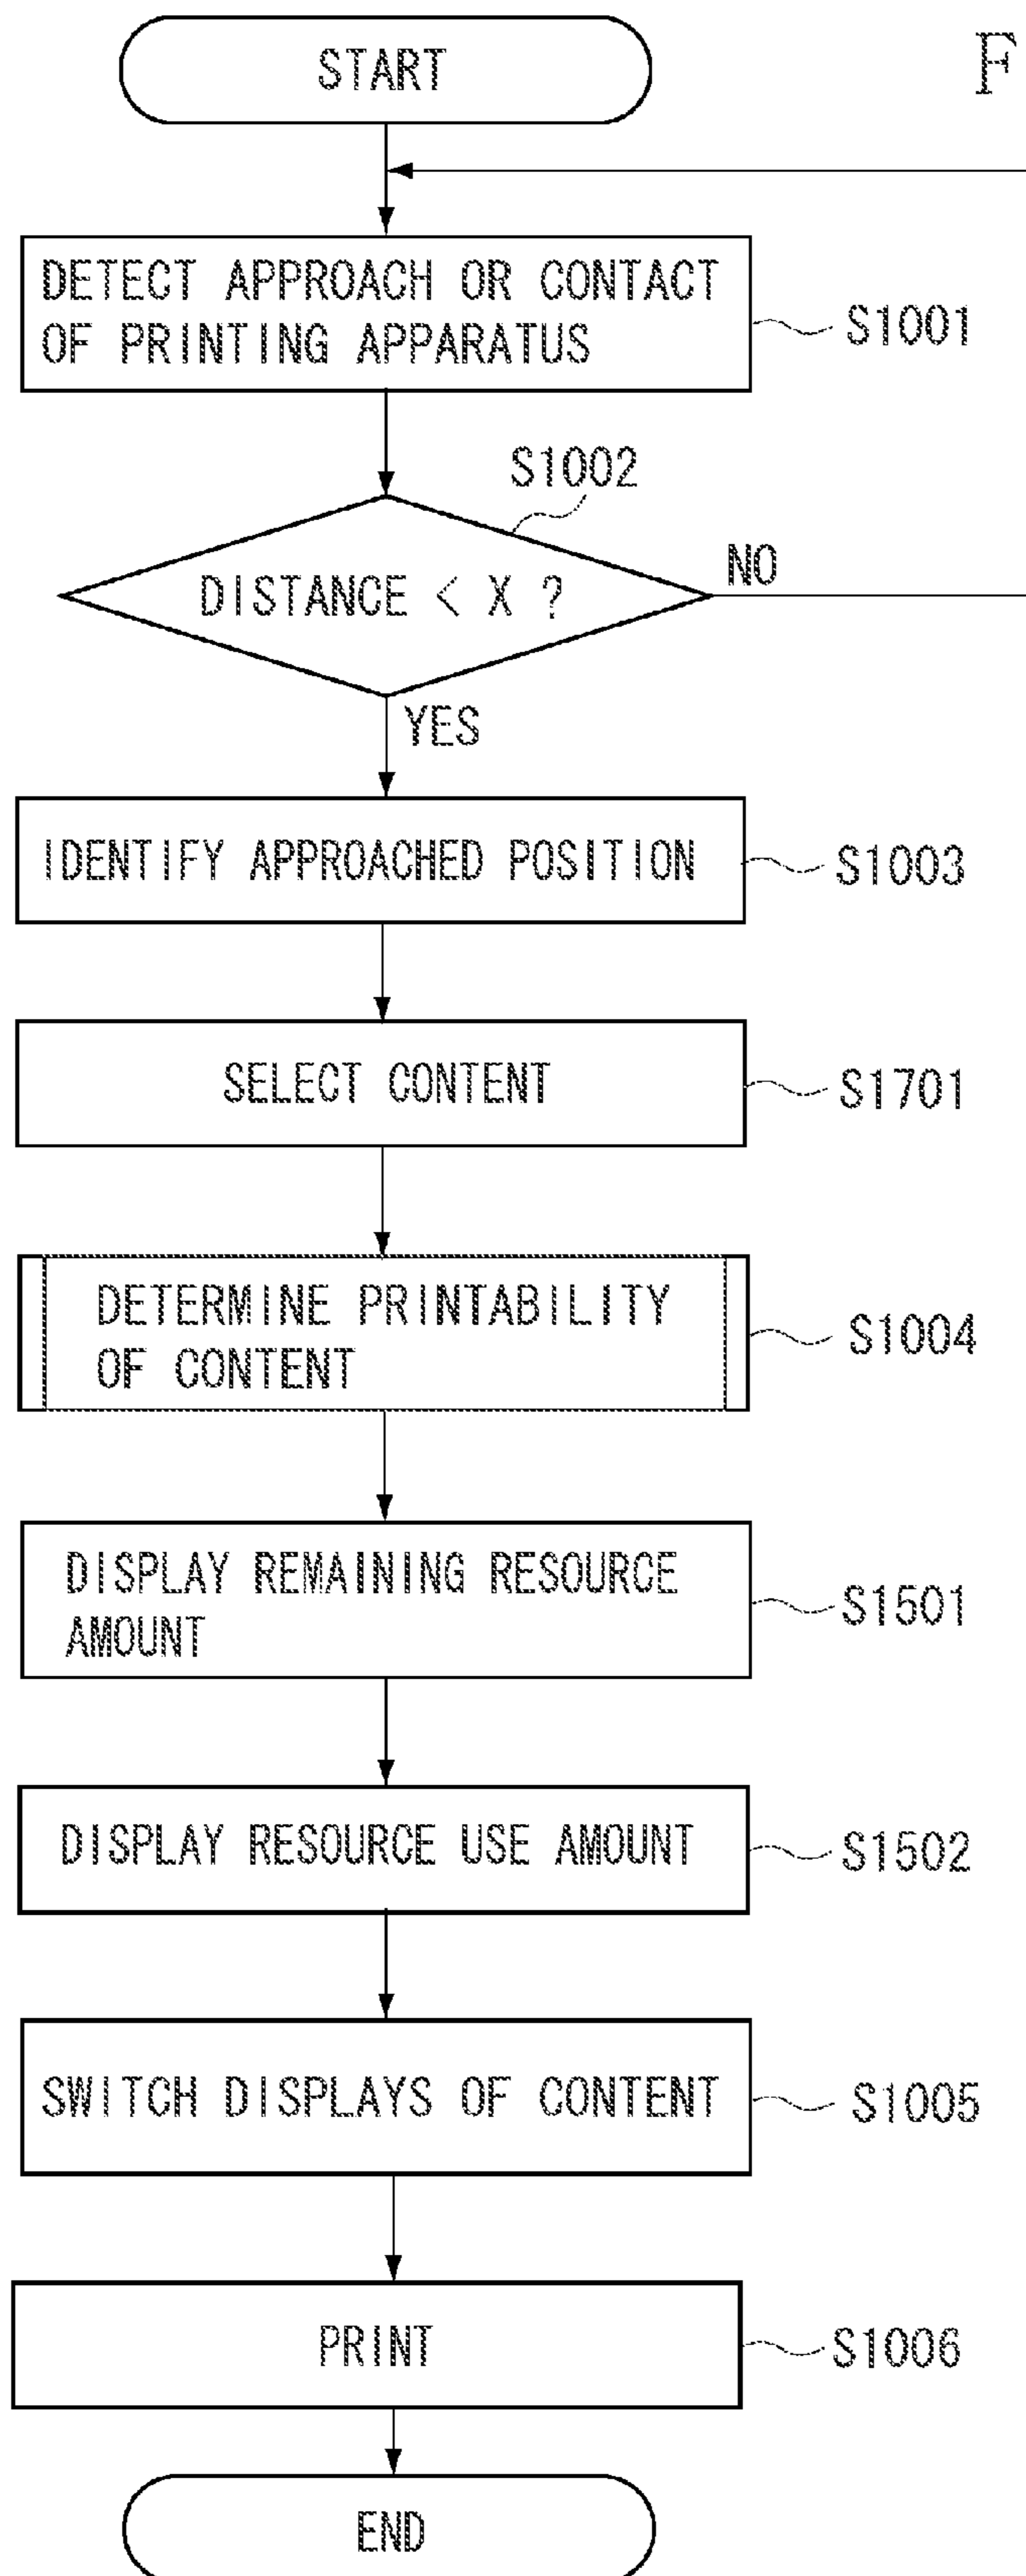 F
START
DETECT APPROACH OR CONTACT
OF PRINTING APPARATUS
S1001
S1002
DISTANCE < X ?
NO
YES
IDENTIFY APPROACHED POSITION
S1003
SELECT CONTENT
S1701
DETERMINE PRINTABILITY
OF CONTENT
S1004
DISPLAY REMAINING RESOURCE
AMOUNT
S1501
DISPLAY RESOURCE USE AMOUNT
S1502
SWITCH DISPLAYS OF CONTENT
S1005
PRINT
S1006
END